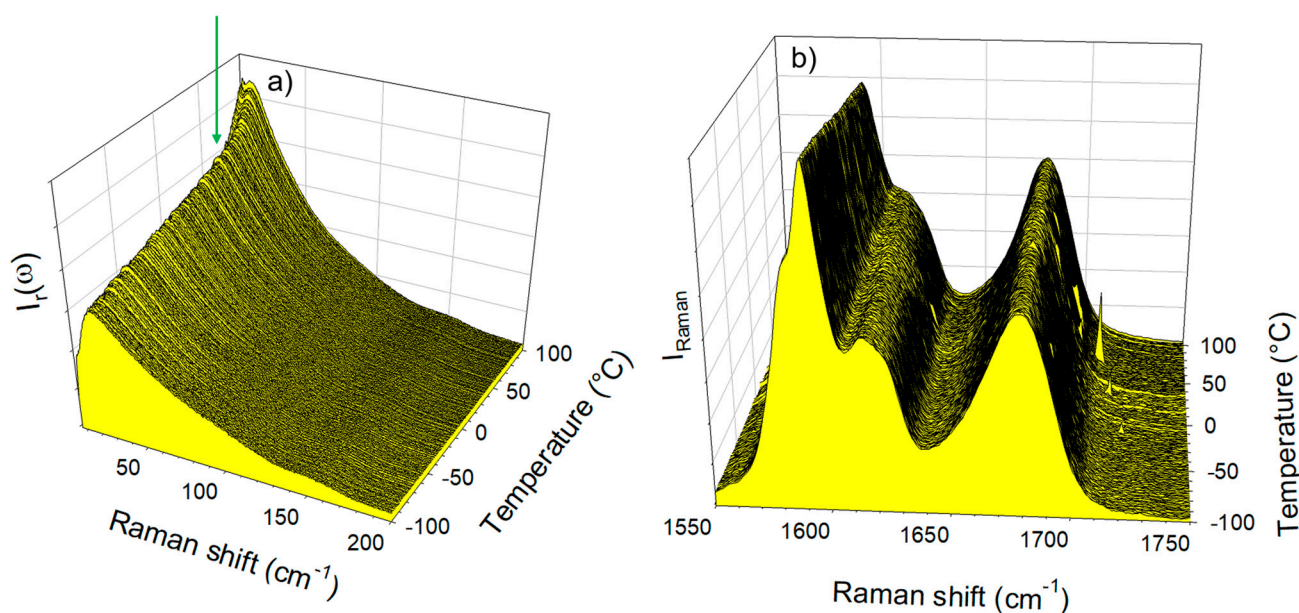 a)
I_r(ω)
50
100
150
200
Raman shift (cm⁻¹)
-100
-50
0
50
100
Temperature (°C)
b)
I_Raman
1550
1600
1650
1700
1750
Raman shift (cm⁻¹)
-100
-50
0
50
100
Temperature (°C)